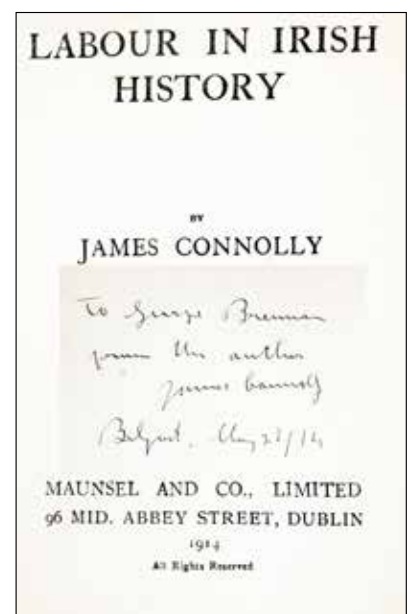 LABOUR IN IRISH
HISTORY
BY
JAMES CONNOLLY
To George Brennan
from the author
James Connolly
Belfast,
MAUNSEL AND CO., LIMITED
96 MID. ABBEY STREET, DUBLIN
1914
All Rights Reserved